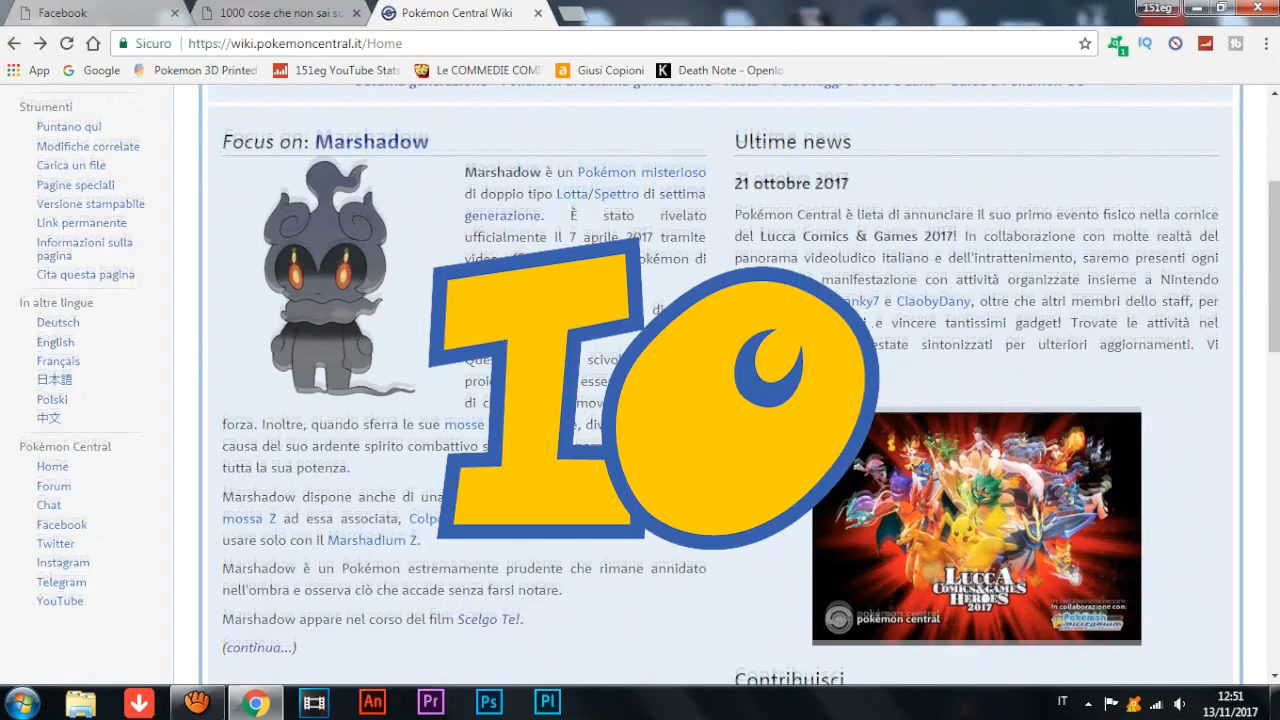 Facebook
1000 cose che non sai su
Pokémon Central Wiki
151eg
Sicuro
https://wiki.pokemoncentral.it/Home
App
Google
Pokemon 3D Printed
151eg YouTube Stats
Le COMMEDIE COMI
Giusi Copioni
Death Note - Openlo
Strumenti
Puntano qui
Modifiche correlate
Carica un file
Pagine speciali
Versione stampabile
Link permanente
Informazioni sulla
pagina
Cita questa pagina
In altre lingue
Deutsch
English
Français
日本語
Polski
中文
Pokémon Central
Home
Forum
Chat
Facebook
Twitter
Instagram
Telegram
YouTube
Focus on: Marshadow
Marshadow è un Pokémon misterioso
di doppio tipo Lotta/Spettro di settima
generazione. È stato rivelato
ufficialmente il 7 aprile 2017 tramite
forza. Inoltre, quando sferra le sue mosse
causa del suo ardente spirito combattivo
tutta la sua potenza.
Marshadow dispone anche di una
mossa Z ad essa associata,
usare solo con il Marshadium Z.
Marshadow è un Pokémon estremamente prudente che rimane annidato
nell'ombra e osserva ciò che accade senza farsi notare.
Marshadow appare nel corso del film Scelgo Te!.
(continua...)
IO
Ultime news
21 ottobre 2017
Pokémon Central è lieta di annunciare il suo primo evento fisico nella cornice
del Lucca Comics & Games 2017! In collaborazione con molte realtà del
panorama videoludico italiano e dell'intrattenimento, saremo presenti ogni
manifestazione con attività organizzate insieme a Nintendo
e ClaobyDany, oltre che altri membri dello staff, per
e vincere tantissimi gadget! Trovate le attività nel
estate sintonizzati per ulteriori aggiornamenti. Vi
LUCCA
COMICS&GAMES
HEROES
2017
pokémon central
In collaborazione con:
Pokémon
Millennium
Contribuisci
An
Pr
Ps
Pl
IT
12:51
13/11/2017